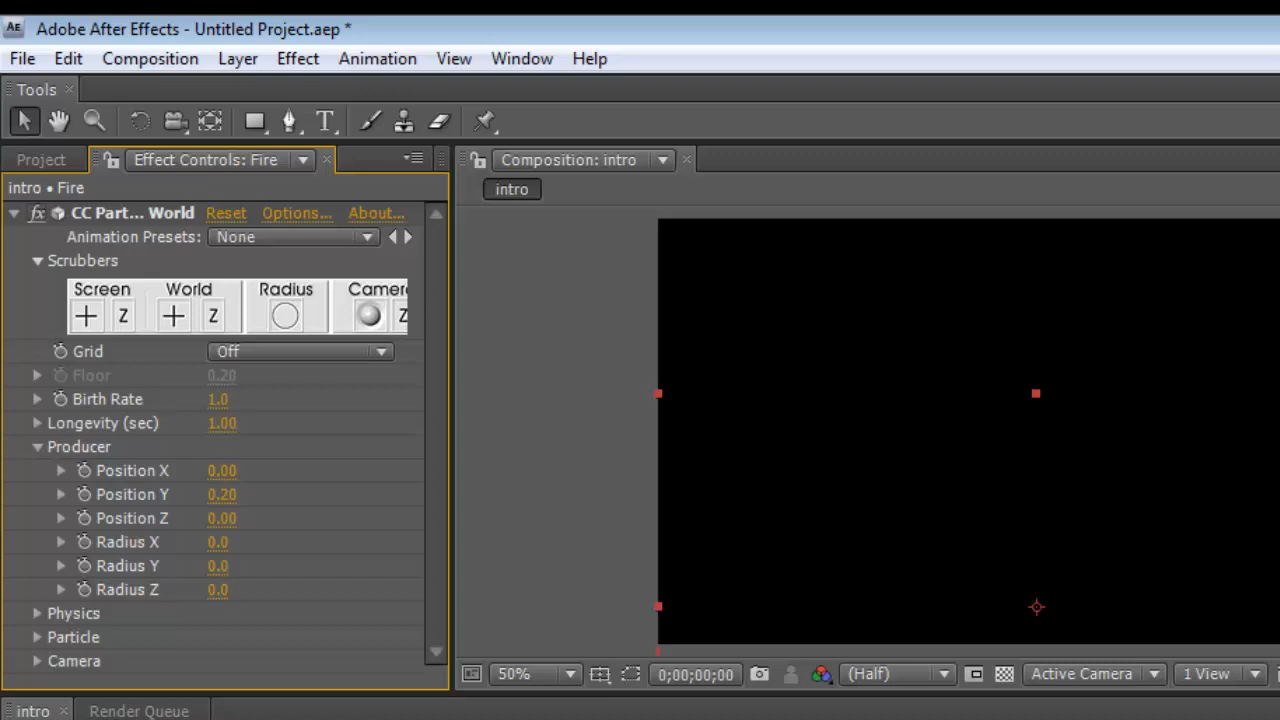 AE Adobe After Effects - Untitled Project.aep *
File Edit Composition Layer Effect Animation View Window Help
Tools
T
Project Effect Controls: Fire Composition: intro
intro • Fire
intro
fx CC Part... World Reset Options... About...
Animation Presets: None
Scrubbers
Screen World Radius Camer
Z Z Z
Grid Off
Floor 0.20
Birth Rate 1.0
Longevity (sec) 1.00
Producer
Position X 0.00
Position Y 0.20
Position Z 0.00
Radius X 0.0
Radius Y 0.0
Radius Z 0.0
Physics
Particle
Camera
50% 0;00;00;00 (Half) Active Camera 1 View
intro Render Queue